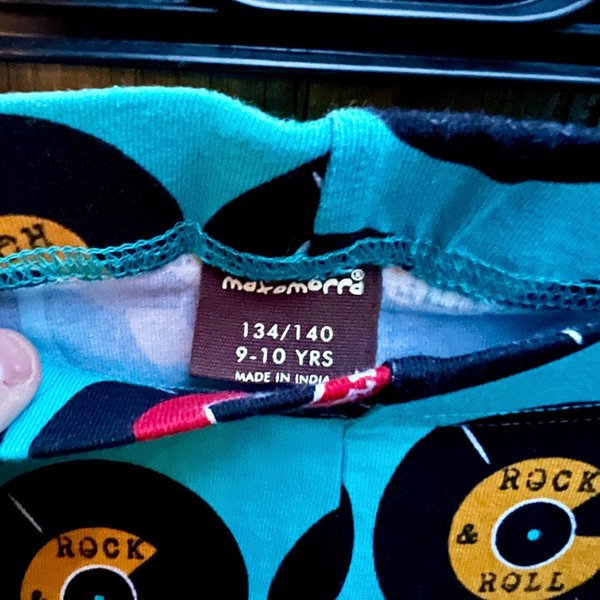 maxomorra®
134/140
9-10 YRS
MADE IN INDIA
ROCK
&
ROCK
&
ROLL